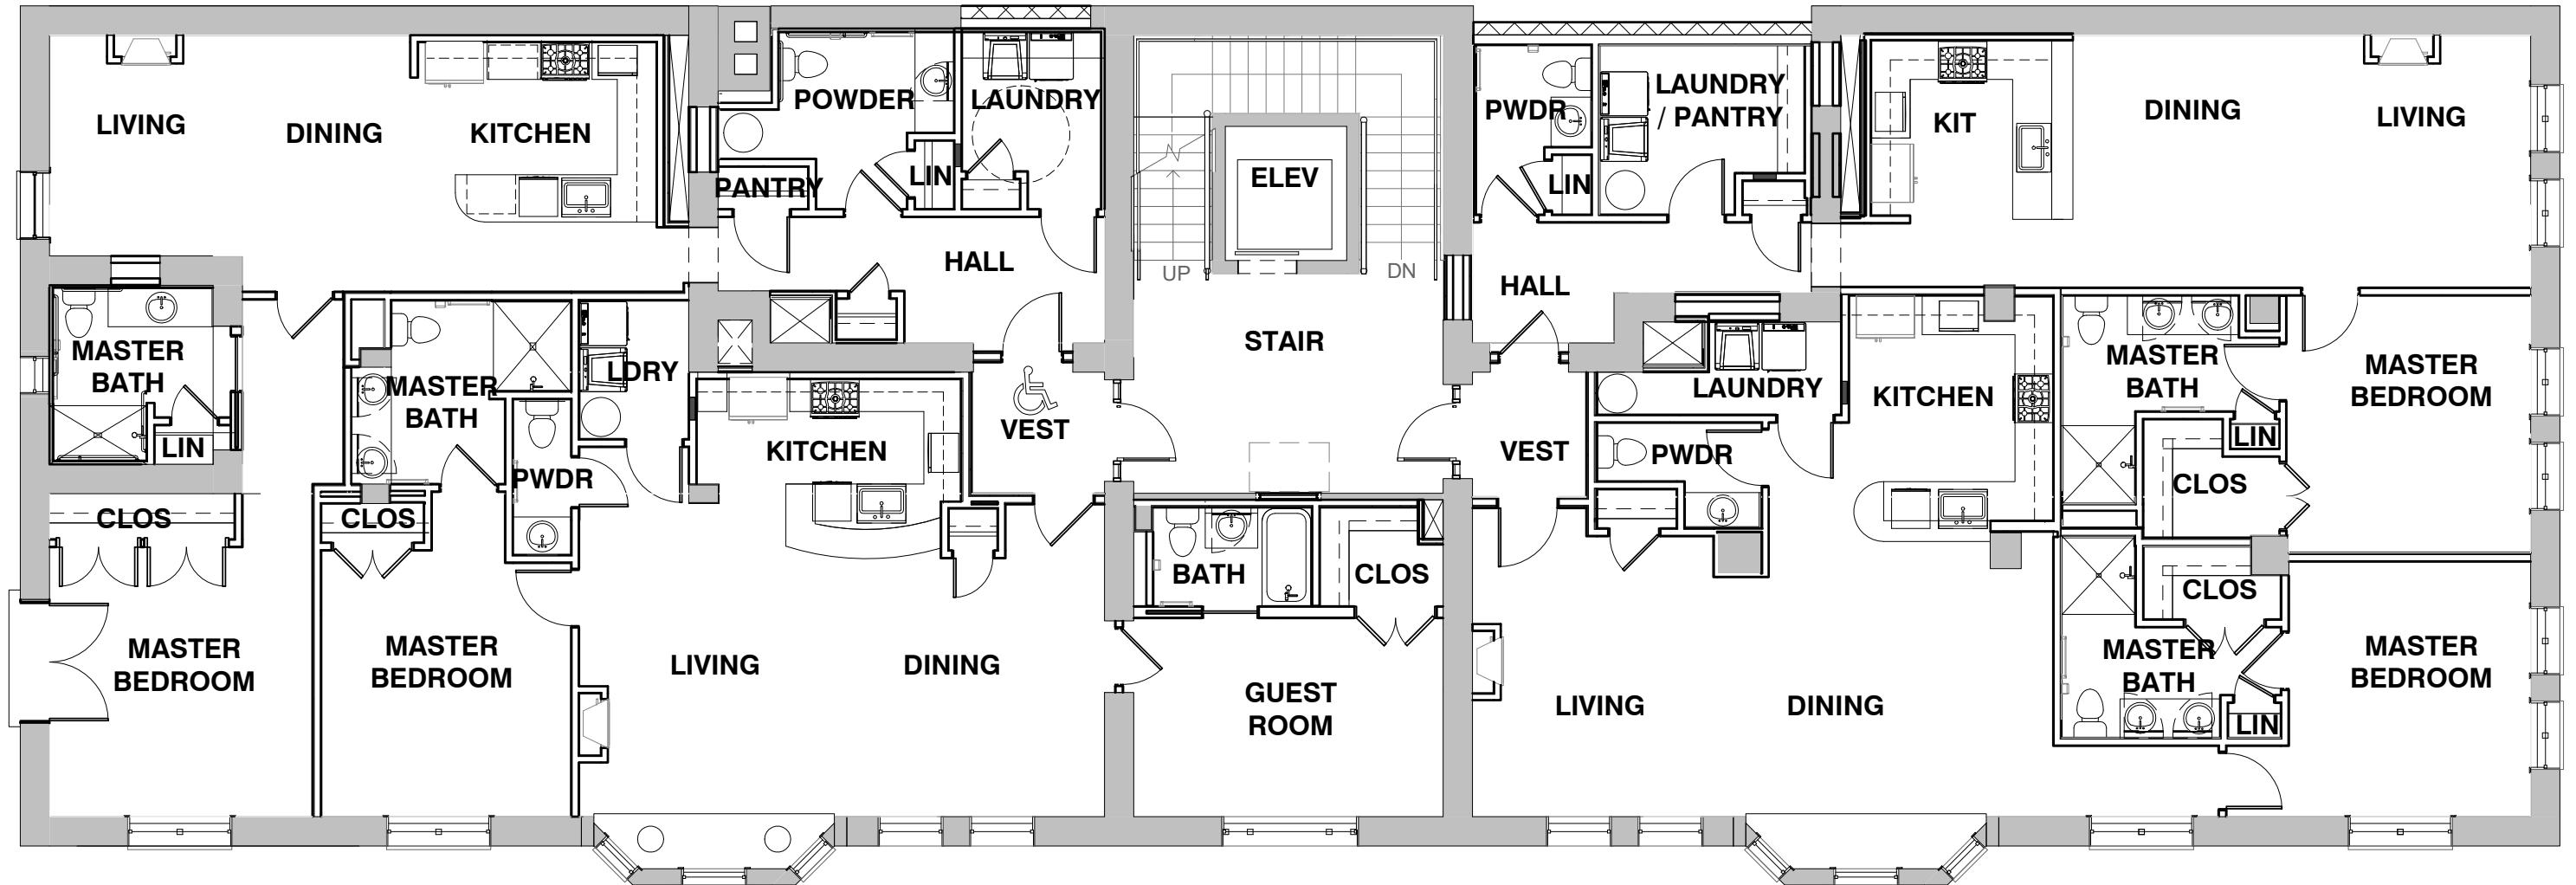 LIVING
DINING
KITCHEN
POWDER
LAUNDRY
PANTRY
LIN
HALL
ELEV
UP
DN
STAIR
PWDR
LAUNDRY
/ PANTRY
LIN
HALL
KIT
DINING
LIVING
MASTER
BATH
LIN
CLOS
MASTER
BATH
CLOS
LDRY
PWDR
KITCHEN
VEST
VEST
LAUNDRY
PWDR
KITCHEN
MASTER
BATH
LIN
CLOS
MASTER
BEDROOM
MASTER
BEDROOM
MASTER
BEDROOM
LIVING
DINING
BATH
CLOS
GUEST
ROOM
LIVING
DINING
CLOS
MASTER
BATH
LIN
MASTER
BEDROOM